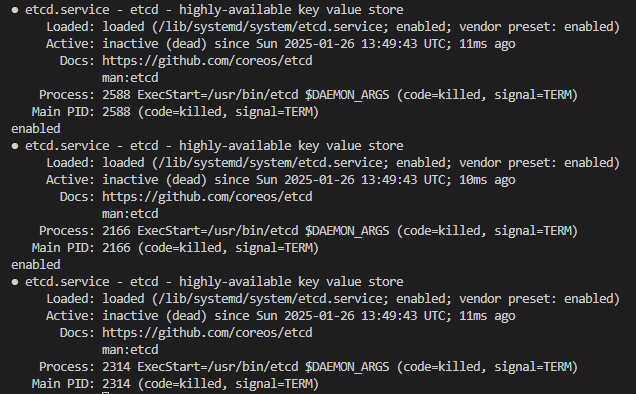 ● etcd.service - etcd - highly-available key value store
Loaded: loaded (/lib/systemd/system/etcd.service; enabled; vendor preset: enabled)
Active: inactive (dead) since Sun 2025-01-26 13:49:43 UTC; 11ms ago
Docs: https://github.com/coreos/etcd
man:etcd
Process: 2588 ExecStart=/usr/bin/etcd $DAEMON_ARGS (code=killed, signal=TERM)
Main PID: 2588 (code=killed, signal=TERM)
enabled
● etcd.service - etcd - highly-available key value store
Loaded: loaded (/lib/systemd/system/etcd.service; enabled; vendor preset: enabled)
Active: inactive (dead) since Sun 2025-01-26 13:49:43 UTC; 10ms ago
Docs: https://github.com/coreos/etcd
man:etcd
Process: 2166 ExecStart=/usr/bin/etcd $DAEMON_ARGS (code=killed, signal=TERM)
Main PID: 2166 (code=killed, signal=TERM)
enabled
● etcd.service - etcd - highly-available key value store
Loaded: loaded (/lib/systemd/system/etcd.service; enabled; vendor preset: enabled)
Active: inactive (dead) since Sun 2025-01-26 13:49:43 UTC; 11ms ago
Docs: https://github.com/coreos/etcd
man:etcd
Process: 2314 ExecStart=/usr/bin/etcd $DAEMON_ARGS (code=killed, signal=TERM)
Main PID: 2314 (code=killed, signal=TERM)